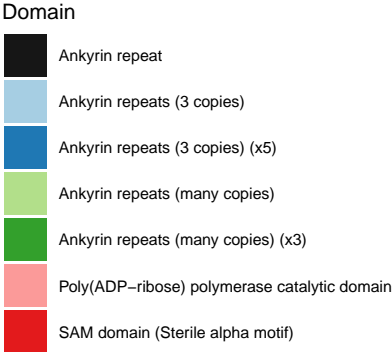 Domain
Ankyrin repeat
Ankyrin repeats (3 copies)
Ankyrin repeats (3 copies) (x5)
Ankyrin repeats (many copies)
Ankyrin repeats (many copies) (x3)
Poly(ADP−ribose) polymerase catalytic domain
SAM domain (Sterile alpha motif)